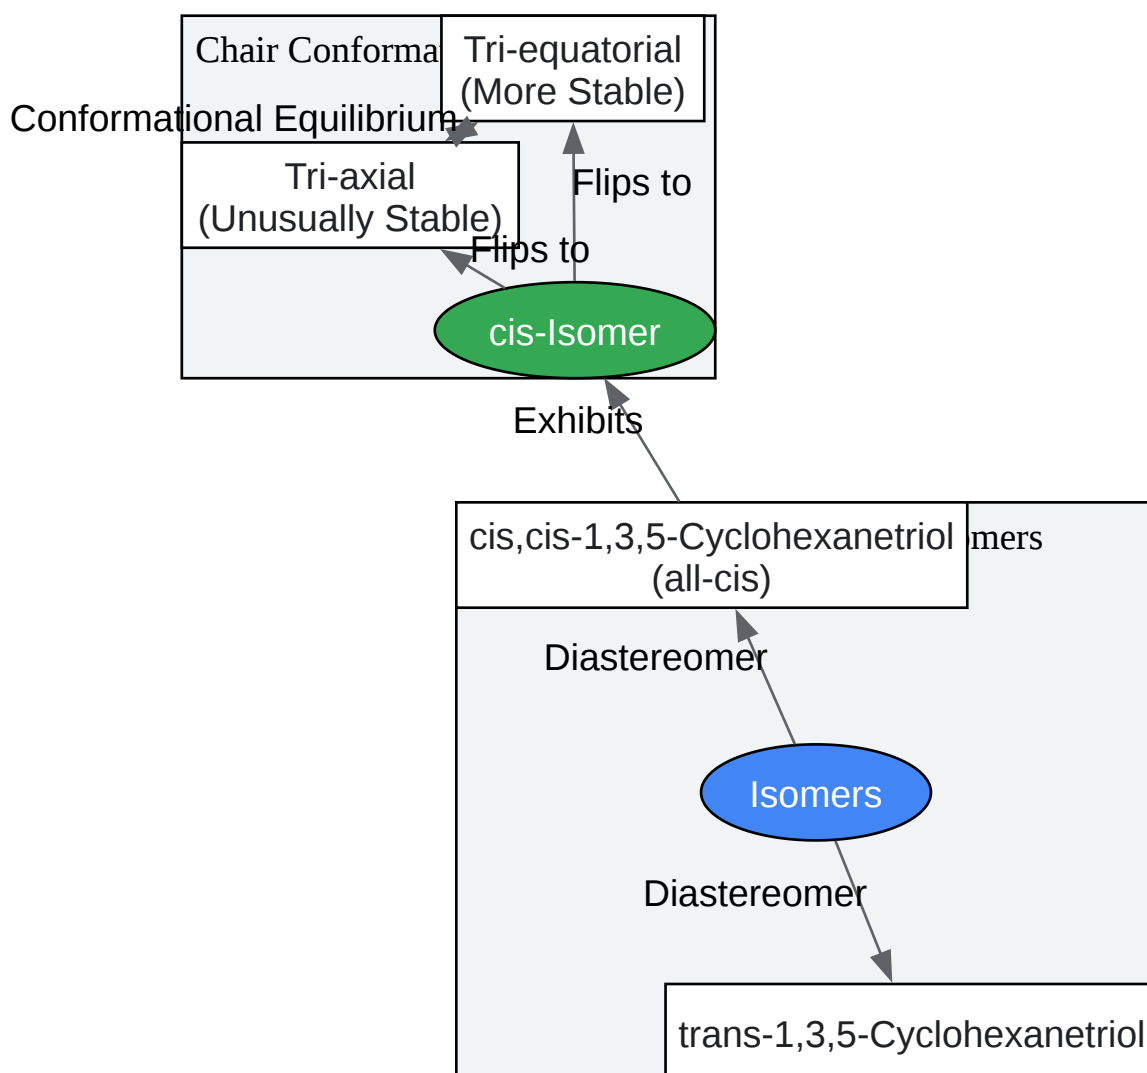 Chair Conforma
Tri-equatorial
(More Stable)
Conformational Equilibrium
Tri-axial
(Unusually Stable)
Flips to
Flips to
cis-Isomer
Exhibits
cis,cis-1,3,5-Cyclohexanetriol
(all-cis)
omers
Diastereomer
Isomers
Diastereomer
trans-1,3,5-Cyclohexanetriol